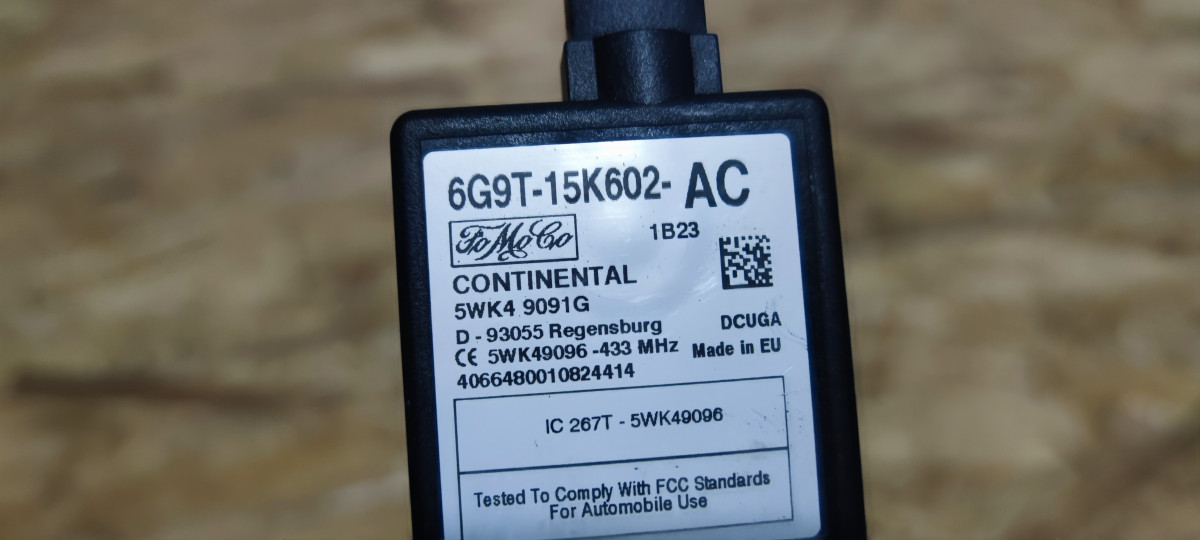 6G9T-15K602- AC
FoMoCo
1B23
CONTINENTAL
5WK4 9091G
D - 93055 Regensburg
DCUGA
CE 5WK49096 -433 MHz
Made in EU
4066480010824414
IC 267T - 5WK49096
Tested To Comply With FCC Standards
For Automobile Use